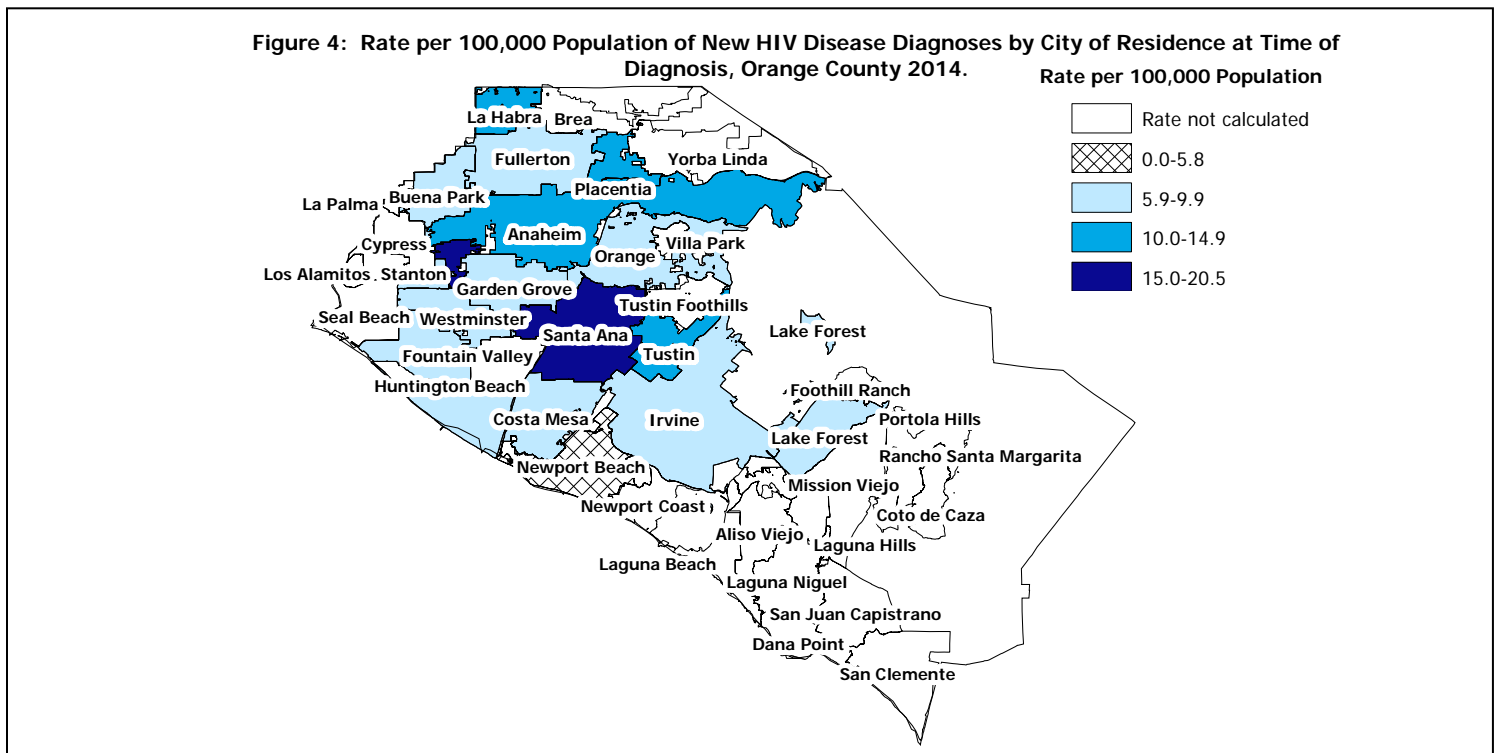 Figure 4: Rate per 100,000 Population of New HIV Disease Diagnoses by City of Residence at Time of
Diagnosis, Orange County 2014.
Rate per 100,000 Population
Rate not calculated
0.0-5.8
5.9-9.9
10.0-14.9
15.0-20.5
La Habra
Brea
Fullerton
Yorba Linda
Placentia
Buena Park
La Palma
Anaheim
Cypress
Villa Park
Orange
Los Alamitos
Stanton
Garden Grove
Tustin Foothills
Seal Beach
Westminster
Santa Ana
Lake Forest
Fountain Valley
Tustin
Huntington Beach
Foothill Ranch
Costa Mesa
Irvine
Portola Hills
Lake Forest
Rancho Santa Margarita
Newport Beach
Mission Viejo
Newport Coast
Coto de Caza
Aliso Viejo
Laguna Hills
Laguna Beach
Laguna Niguel
San Juan Capistrano
Dana Point
San Clemente